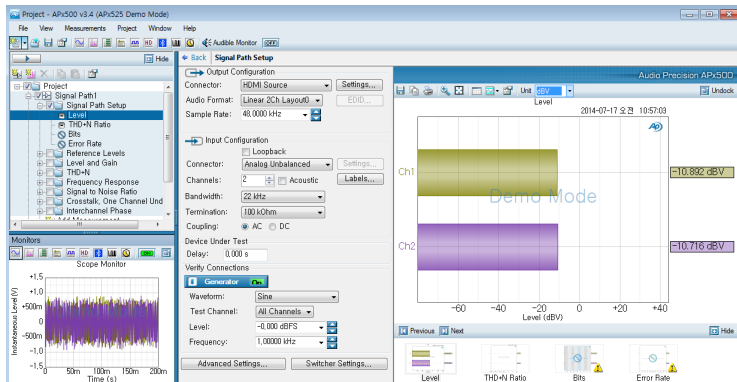 Project - APx500 v3.4 (APx525 Demo Mode)
File View Measurements Project Window Help
Audible Monitor OFF
Hide
Project
Signal Path1
Signal Path Setup
Level
THD+N Ratio
Bits
Error Rate
Reference Levels
Level and Gain
THD+N
Frequency Response
Signal to Noise Ratio
Crosstalk, One Channel Und
Interchannel Phase
Add Measurement
Monitors
Scope Monitor
Instantaneous Level (V)
+1,5
+1,0
+500m
0
-500m
-1,0
-1,5
0 50m 100m 150m 200m
Time (s)
Back Signal Path Setup
Output Configuration
Connector: HDMI Source Settings...
Audio Format: Linear 2Ch Layout0 EDID...
Sample Rate: 48,0000 kHz
Input Configuration
Loopback
Connector: Analog Unbalanced Settings...
Channels: 2 Acoustic Labels...
Bandwidth: 22 kHz
Termination: 100 kOhm
Coupling: AC DC
Device Under Test
Delay: 0,000 s
Verify Connections
Generator On
Waveform: Sine
Test Channel: All Channels
Level: -0,000 dBFS
Frequency: 1,00000 kHz
Advanced Settings... Switcher Settings...
Audio Precision APx500
Unit dBV Undock
Level
2014-07-17 오전 10:57:03
Ch1
-10.892 dBV
Demo Mode
Ch2
-10.716 dBV
-60 -40 -20 0 +20 +40
Level (dBV)
Previous Next Hide
Level THD+N Ratio Bits Error Rate